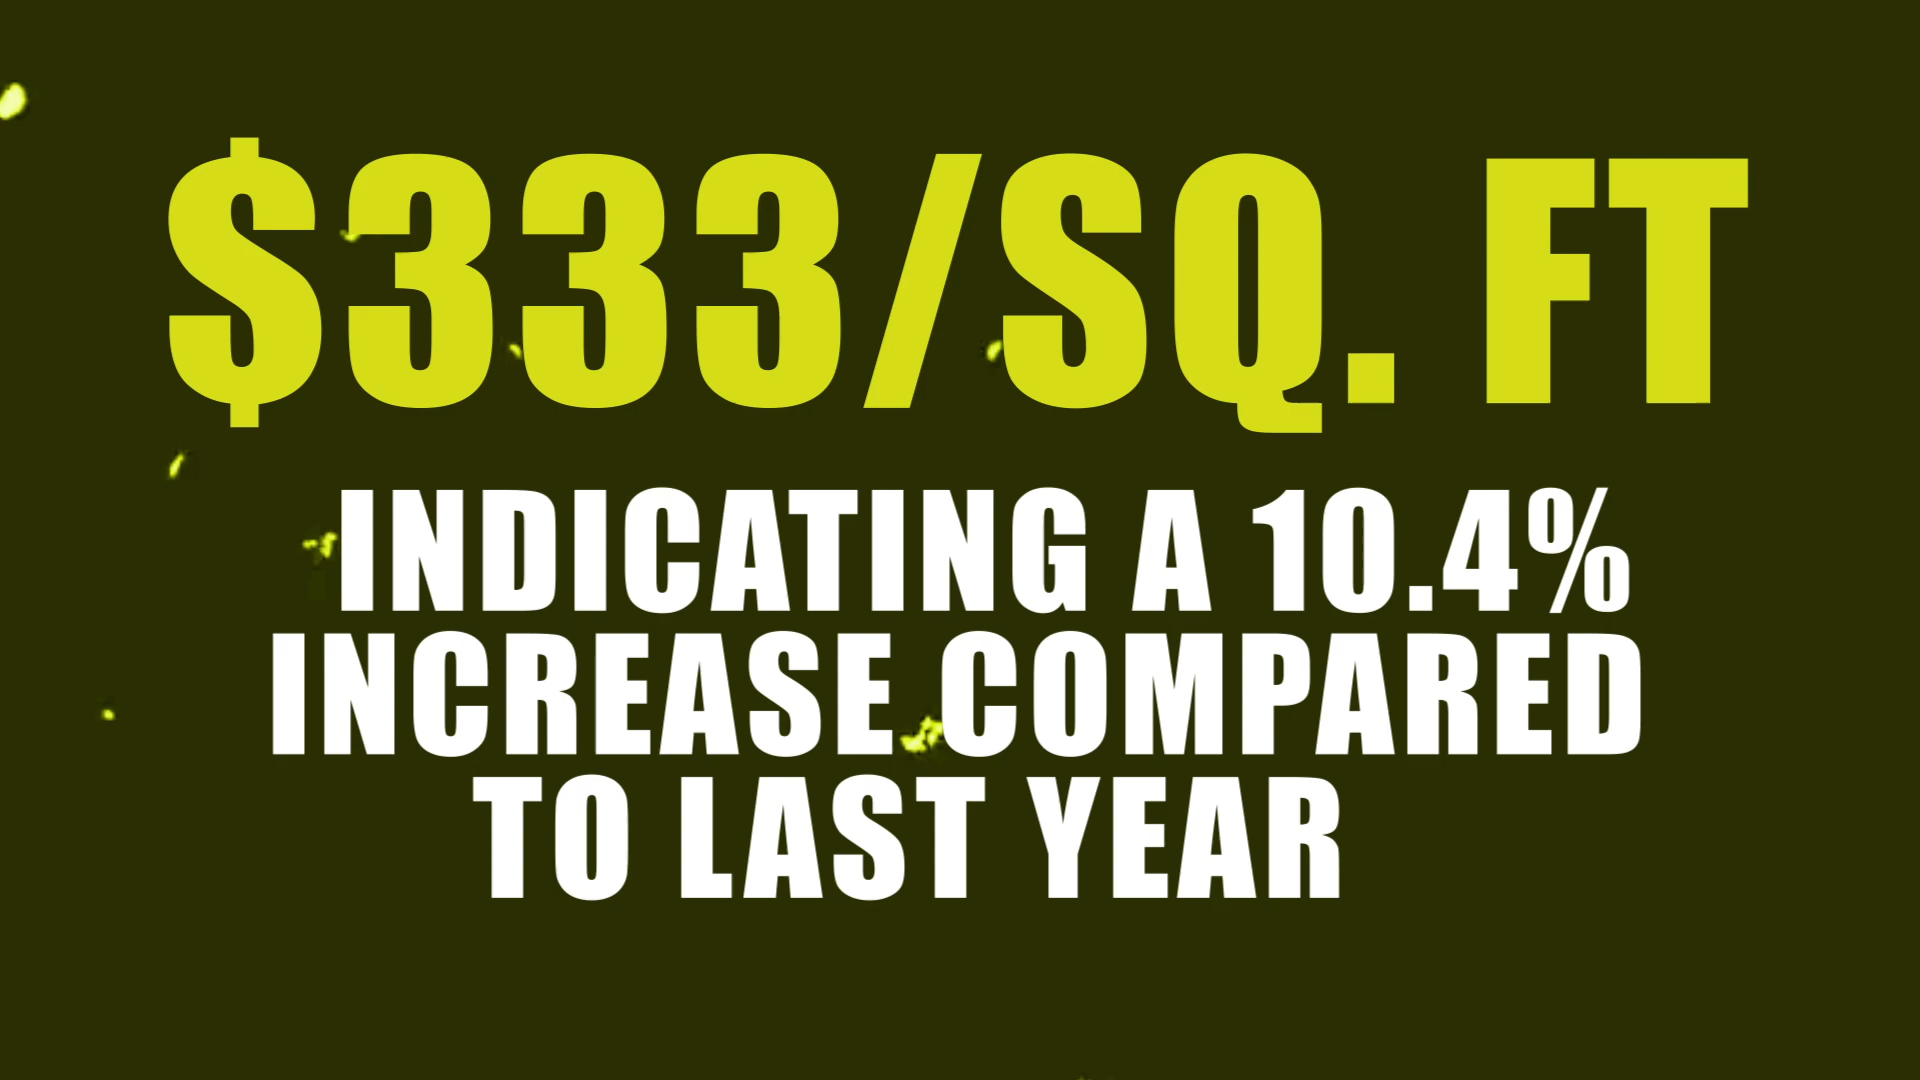 $333/SQ. FT
INDICATING A 10.4%
INCREASE COMPARED
TO LAST YEAR